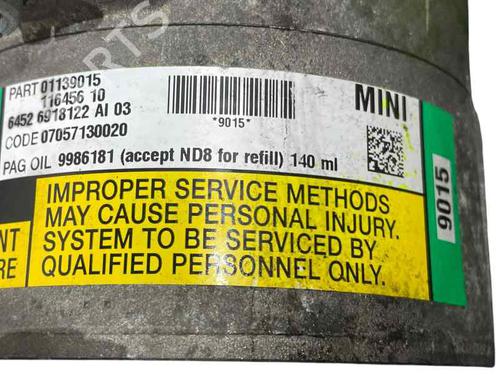 PART 01139015
116456 10
6452 6918122 AI 03
CODE 07057130020
PAG OIL 9986181 (accept ND8 for refill) 140 ml
*9015*
MINI
9015
IMPROPER SERVICE METHODS
MAY CAUSE PERSONAL INJURY.
SYSTEM TO BE SERVICED BY
QUALIFIED PERSONNEL ONLY.